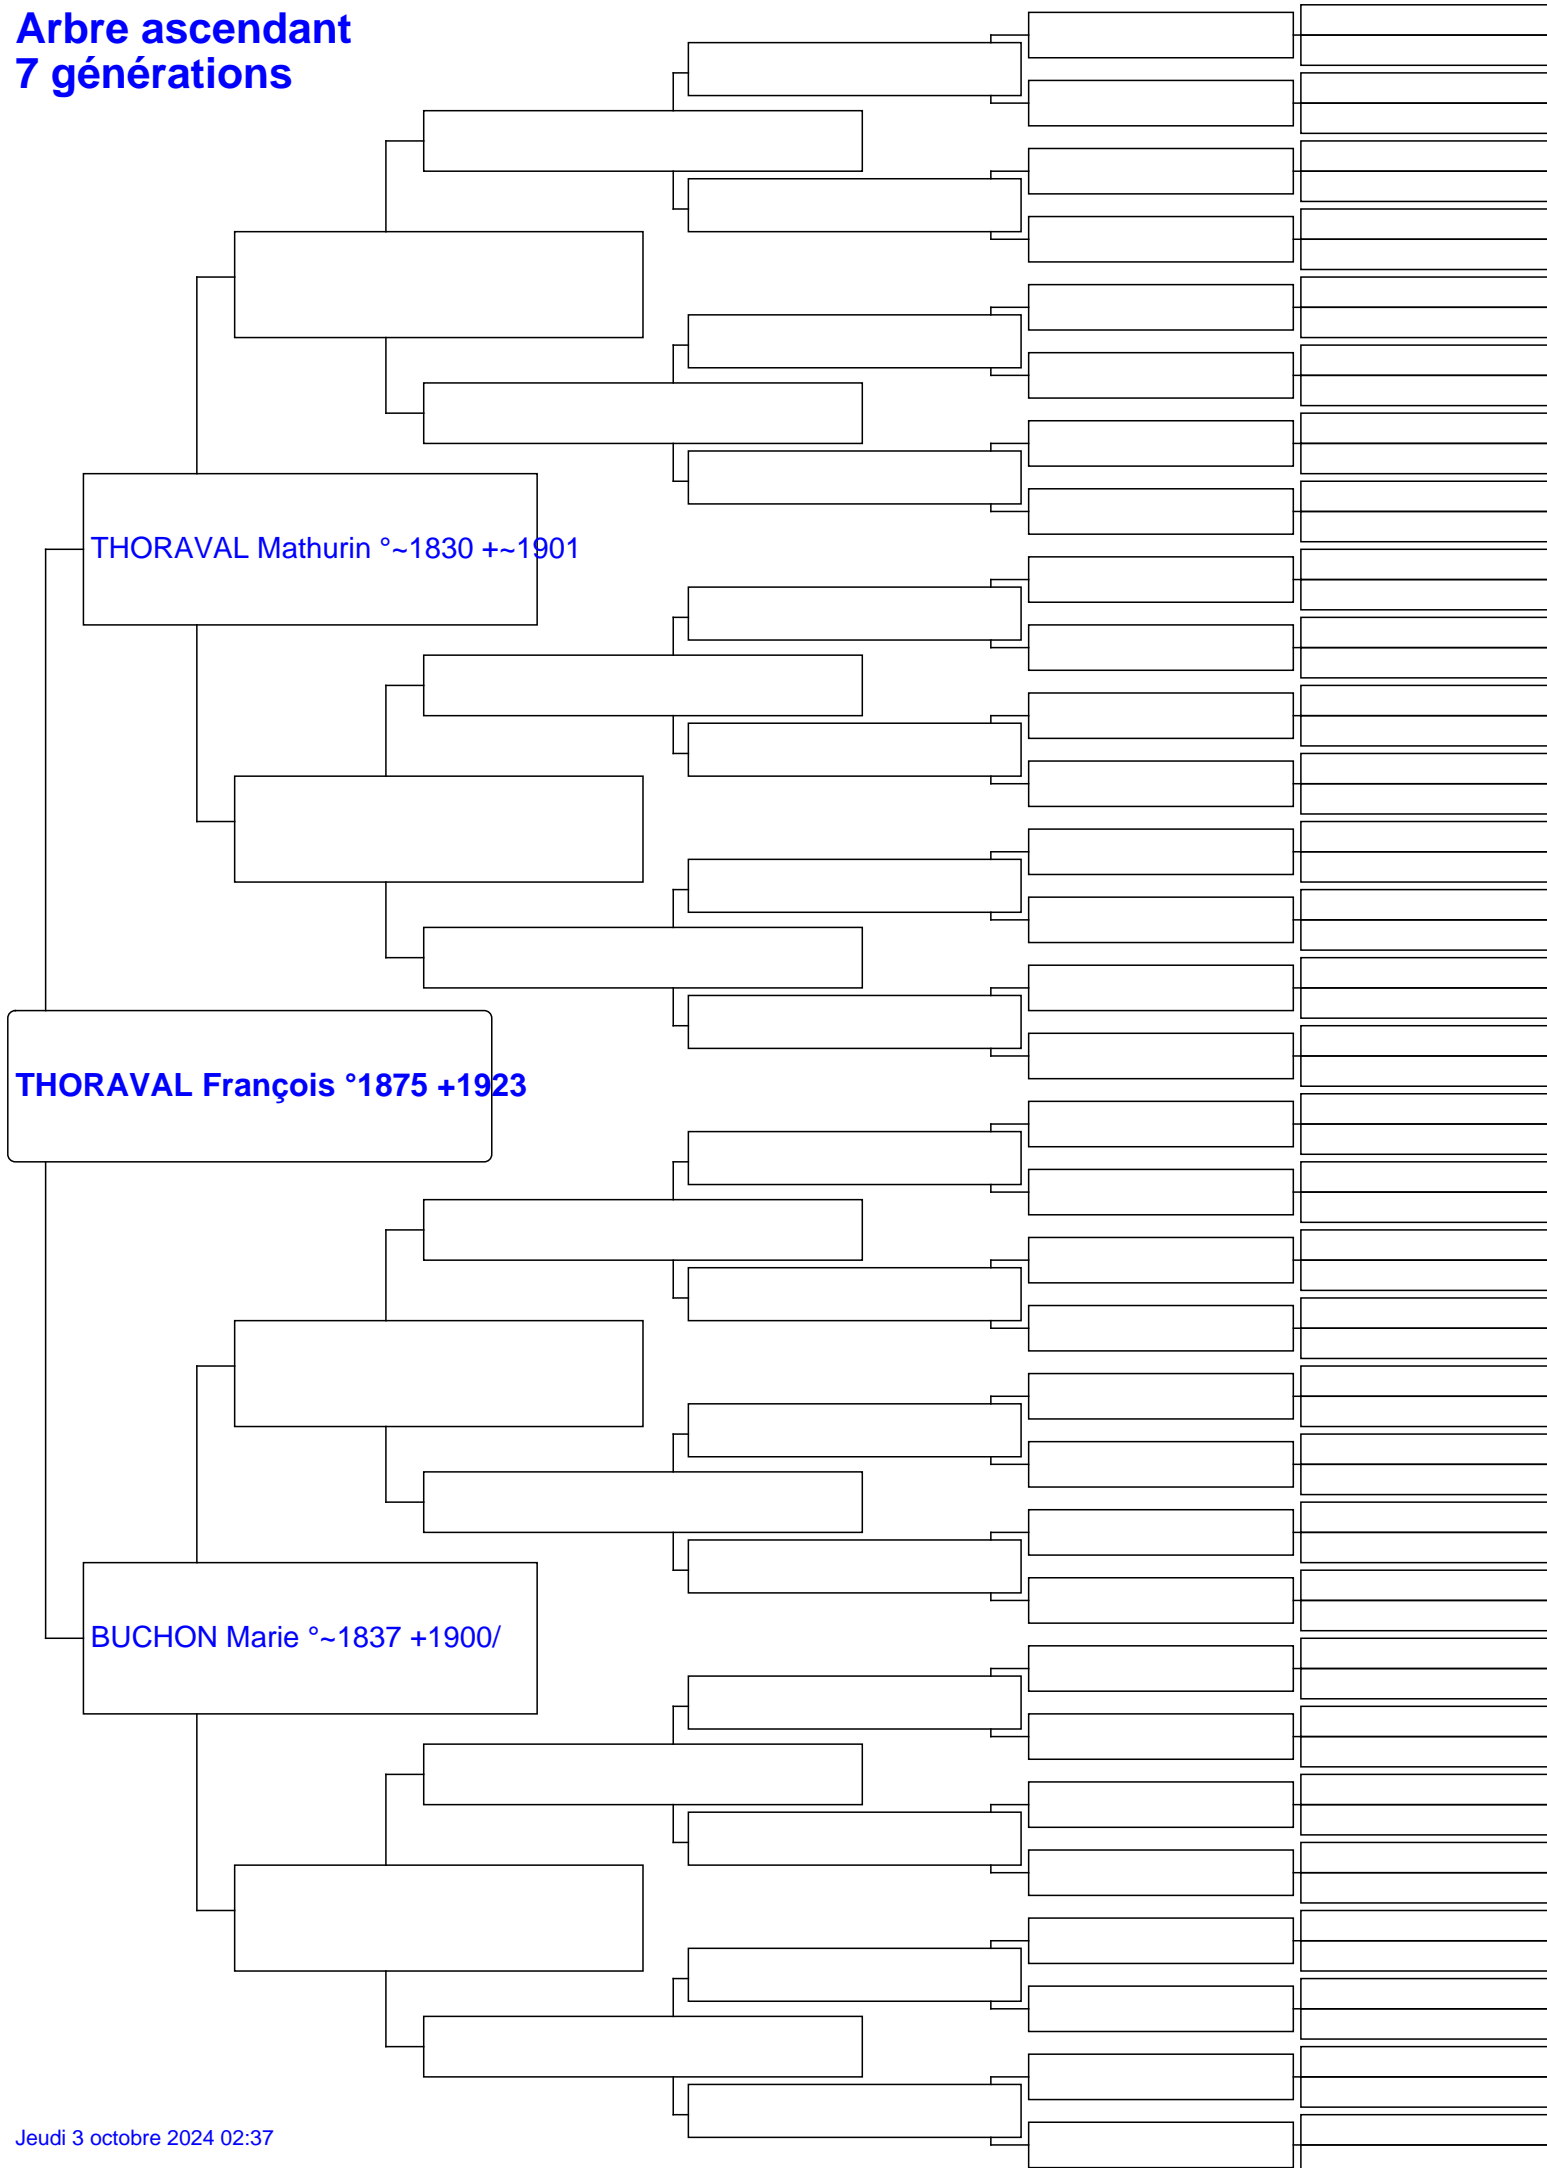 Arbre ascendant
7 générations
THORAVAL Mathurin °~1830 +~1901
THORAVAL François °1875 +1923
BUCHON Marie °~1837 +1900/
Jeudi 3 octobre 2024 02:37